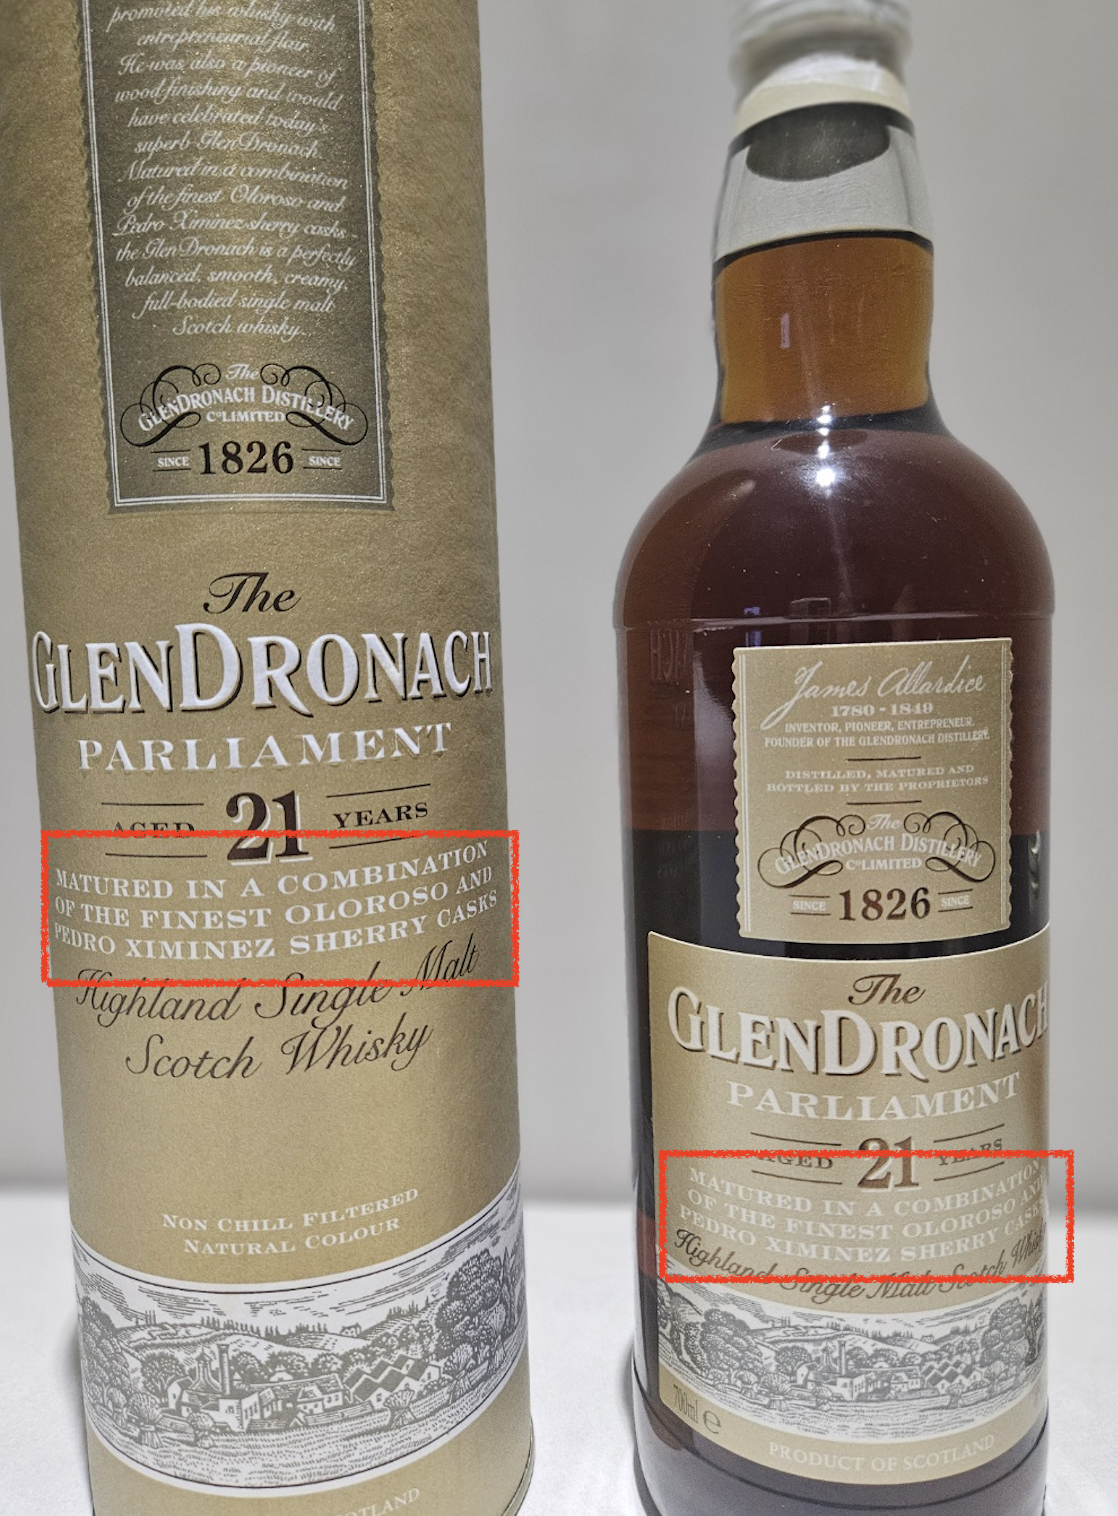 promoted his whisky with
entrepreneurial flair.
He was also a pioneer of
wood-finishing and would
have celebrated today's
superb GlenDronach.
Matured in a combination
of the finest Oloroso and
Pedro Ximinez sherry casks
the GlenDronach is a perfectly
balanced, smooth, creamy,
full-bodied single malt
Scotch whisky.
The
GLENDRONACH DISTILLERY
Co LIMITED
SINCE 1826 SINCE
The
GLENDRONACH
PARLIAMENT
AGED 21 YEARS
MATURED IN A COMBINATION
OF THE FINEST OLOROSO AND
PEDRO XIMINEZ SHERRY CASKS
Highland Single Malt
Scotch Whisky
NON CHILL FILTERED
NATURAL COLOUR
James Allardice
1780 - 1849
INVENTOR, PIONEER, ENTREPRENEUR,
FOUNDER OF THE GLENDRONACH DISTILLERY.
DISTILLED, MATURED AND
BOTTLED BY THE PROPRIETORS
The
GLENDRONACH DISTILLERY
Co LIMITED
SINCE 1826 SINCE
The
GLENDRONACH
PARLIAMENT
AGED 21 YEARS
MATURED IN A COMBINATION
OF THE FINEST OLOROSO AND
PEDRO XIMINEZ SHERRY CASKS
Highland Single Malt Scotch Whisky
700ml e
PRODUCT OF SCOTLAND